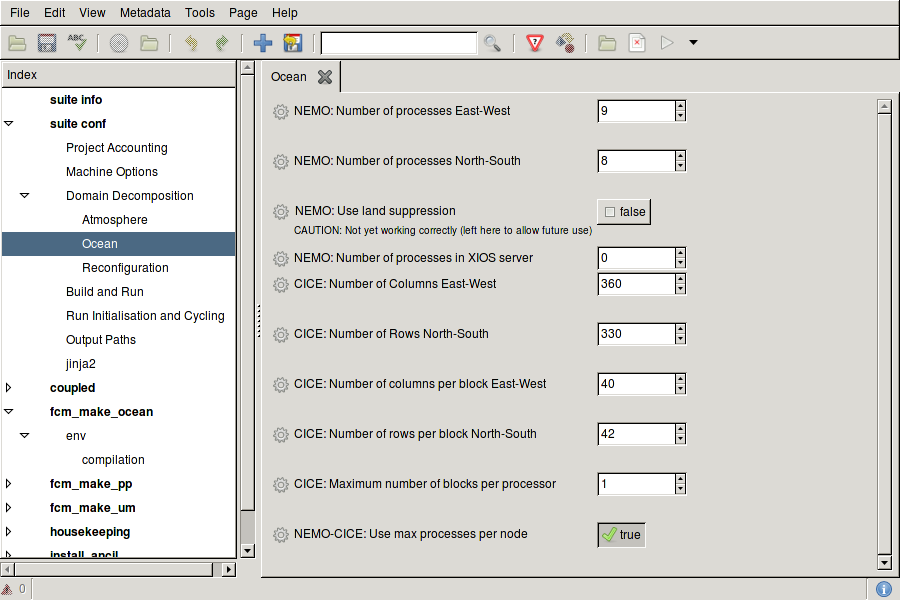 File Edit View Metadata Tools Page Help
ABC
Index
suite info
suite conf
Project Accounting
Machine Options
Domain Decomposition
Atmosphere
Ocean
Reconfiguration
Build and Run
Run Initialisation and Cycling
Output Paths
jinja2
coupled
fcm_make_ocean
env
compilation
fcm_make_pp
fcm_make_um
housekeeping
install_ancil
Ocean
NEMO: Number of processes East-West 9
NEMO: Number of processes North-South 8
NEMO: Use land suppression false
CAUTION: Not yet working correctly (left here to allow future use)
NEMO: Number of processes in XIOS server 0
CICE: Number of Columns East-West 360
CICE: Number of Rows North-South 330
CICE: Number of columns per block East-West 40
CICE: Number of rows per block North-South 42
CICE: Maximum number of blocks per processor 1
NEMO-CICE: Use max processes per node true
0